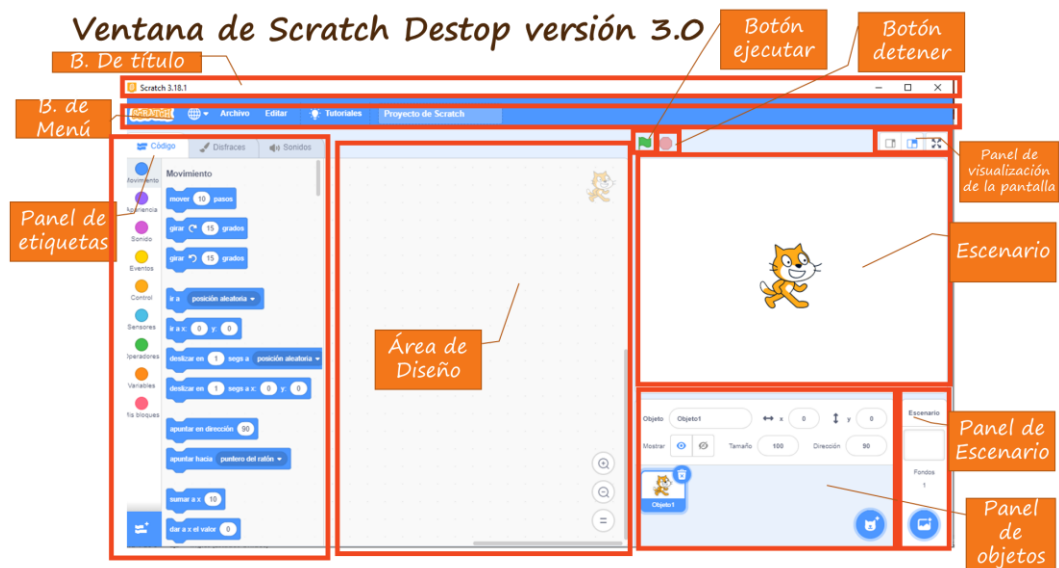 Ventana de Scratch Destop versión 3.0
Botón
ejecutar
Botón
detener
B. De título
Scratch 3.18.1
B. de
Menú
SCRATCH
Archivo
Editar
Tutoriales
Proyecto de Scratch
Código
Disfraces
Sonidos
Panel de
visualización
de la pantalla
Movimiento
Movimiento
Apariencia
Sonido
Eventos
Control
Sensores
Operadores
Variables
Mis bloques
Panel de
etiquetas
mover 10 pasos
girar 15 grados
girar 15 grados
ir a posición aleatoria
ir a x: 0 y: 0
deslizar en 1 segs a posición aleatoria
deslizar en 1 segs a x: 0 y: 0
apuntar en dirección 90
apuntar hacia puntero del ratón
sumar a x 10
dar a x el valor 0
Área de
Diseño
Escenario
Objeto Objeto1 x 0 y 0
Mostrar Tamaño 100 Dirección 90
Objeto1
Escenario
Fondos
1
Panel de
Escenario
Panel
de
objetos